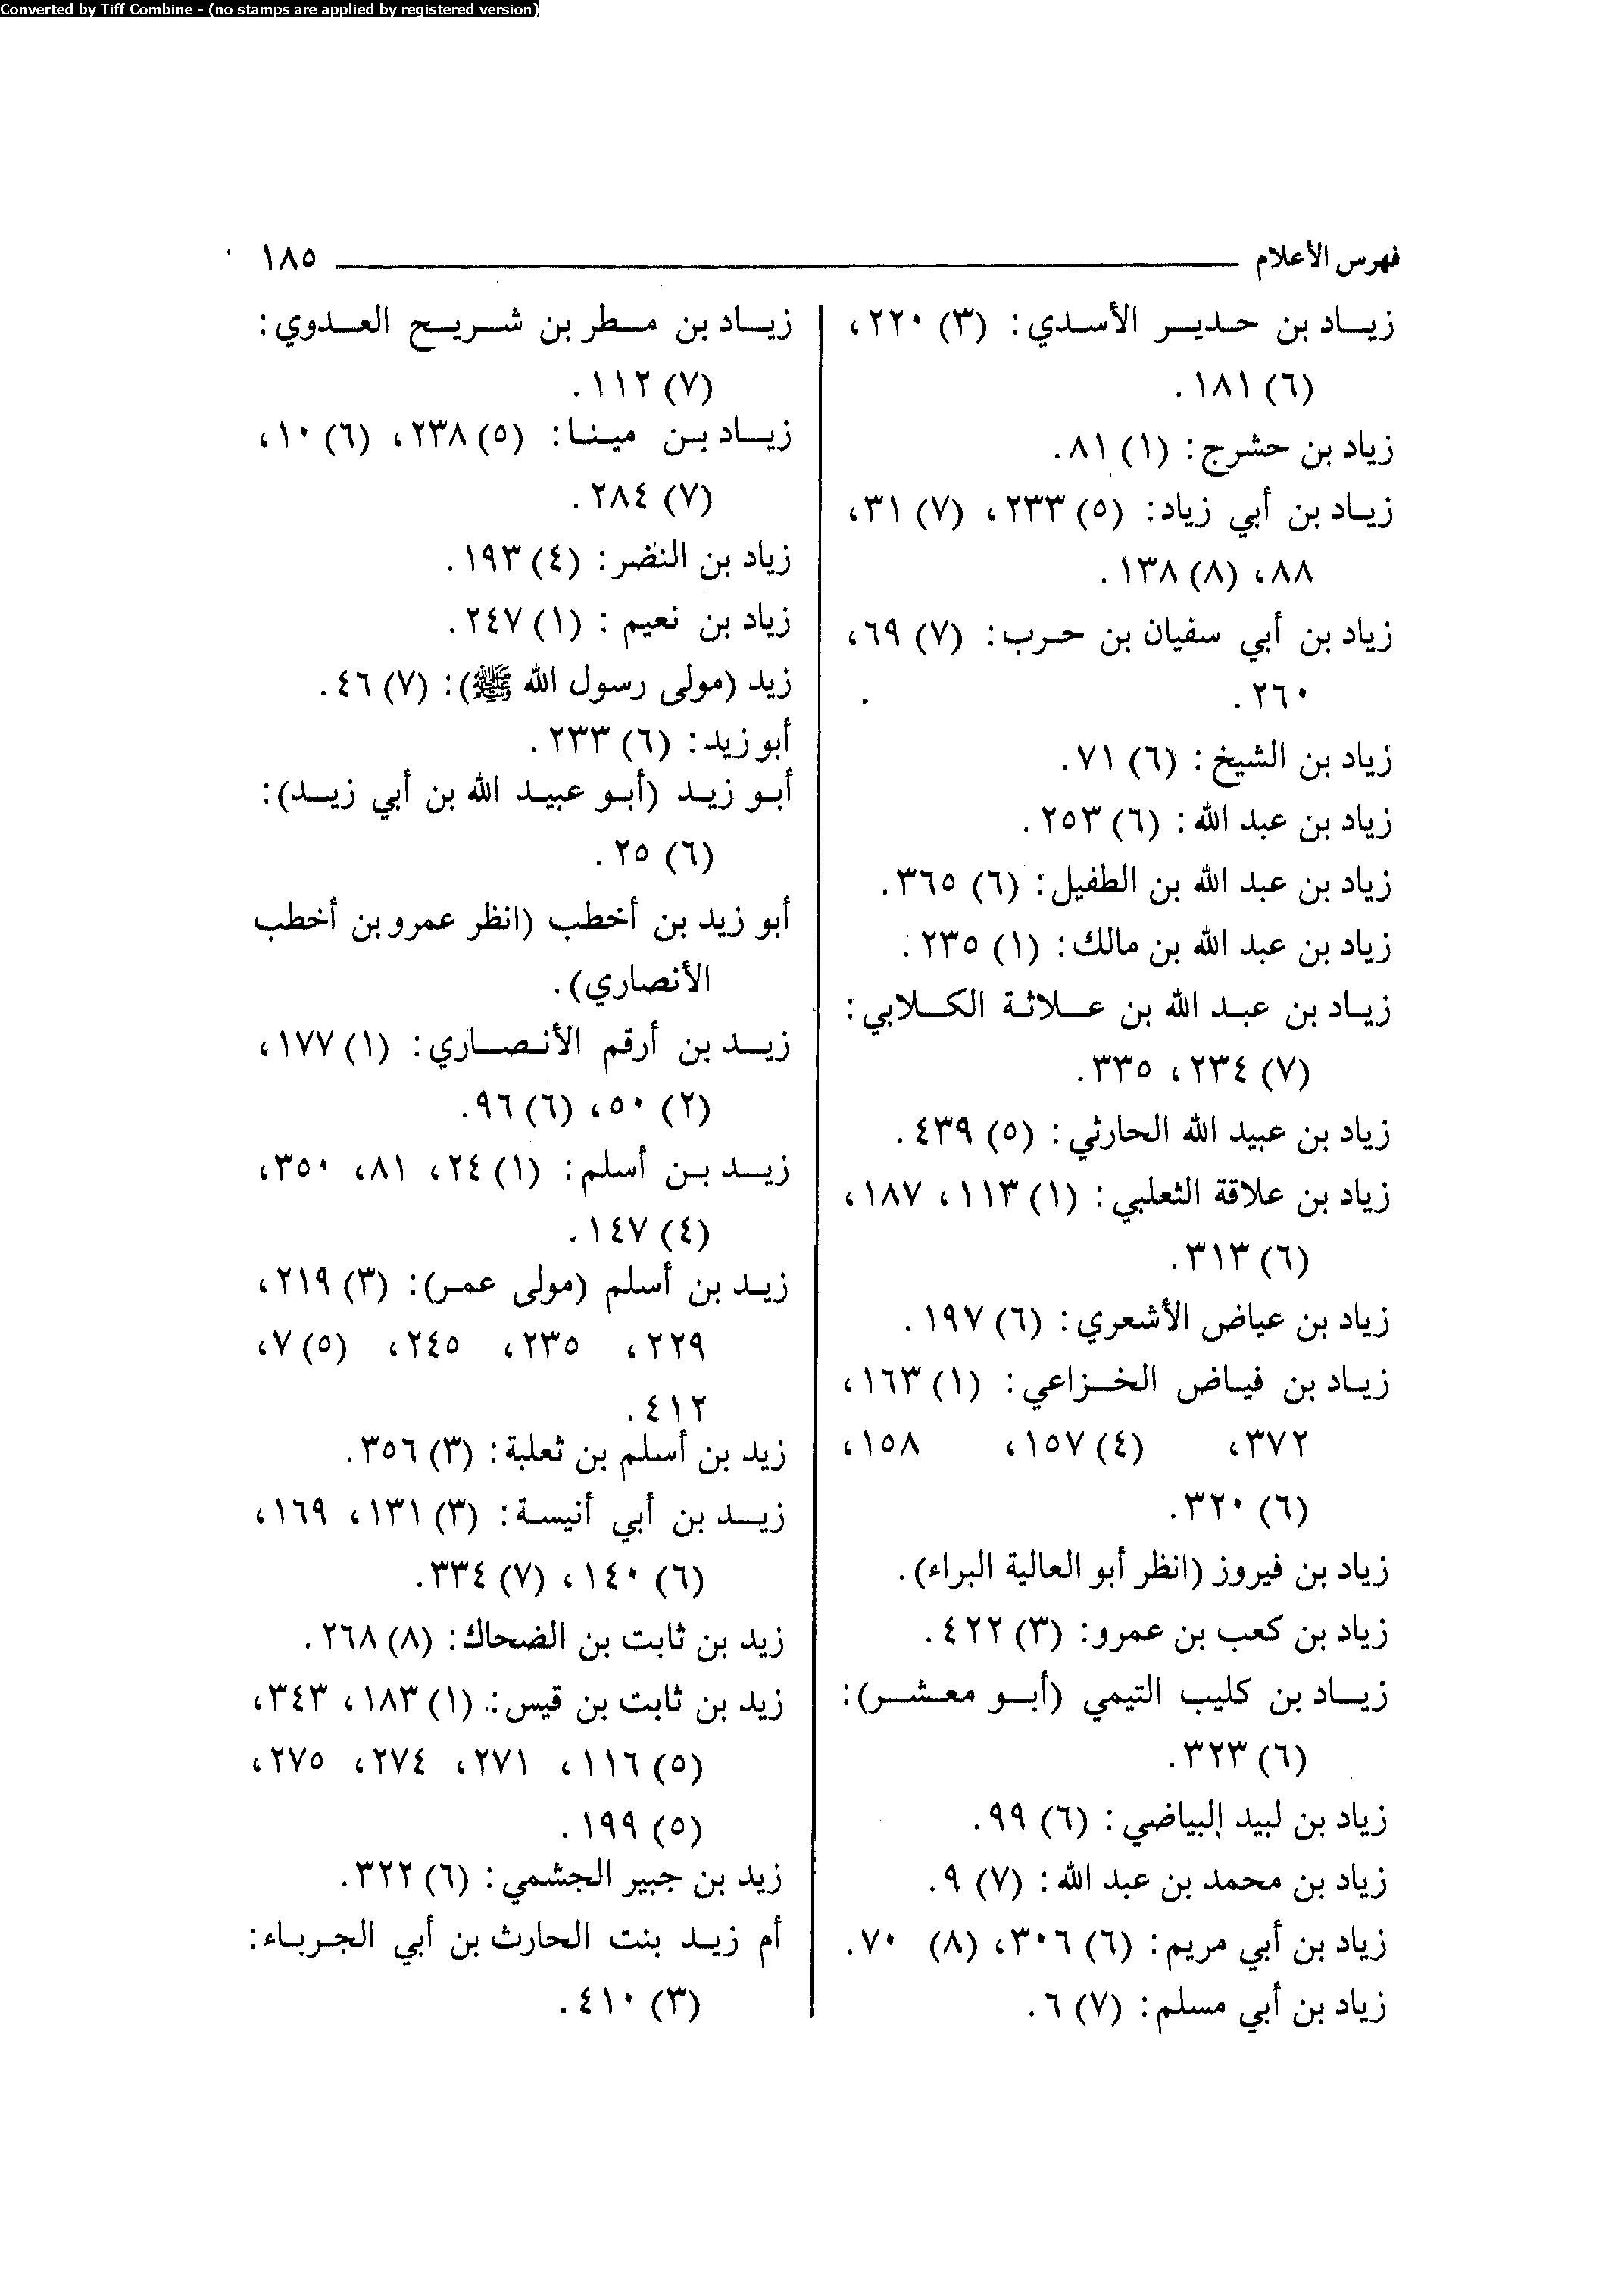 Converted by Tiff Combine - (no stamps are applied by registered version)
فهرس الأعلام ١٨٥
زياد بن حدير الأسدي: (٣) ٢٢٠،
(٦) ١٨١.
زياد بن حشرج: (١) ٨١.
زياد بن أبي زياد: (٥) ٢٣٣، (٧) ٣١،
٨٨، (٨) ١٣٨.
زياد بن أبي سفيان بن حرب: (٧) ٦٩،
٢٦٠.
زياد بن الشيخ: (٦) ٧١.
زياد بن عبد الله: (٦) ٢٥٣.
زياد بن عبد الله بن الطفيل: (٦) ٣٦٥.
زياد بن عبد الله بن مالك: (١) ٢٣٥.
زياد بن عبد الله بن علاثة الكلابي:
(٧) ٢٣٤، ٣٣٥.
زياد بن عبيد الله الحارثي: (٥) ٤٣٩.
زياد بن علاقة الثعلبي: (١) ١١٣، ١٨٧،
(٦) ٣١٣.
زياد بن عياض الأشعري: (٦) ١٩٧.
زياد بن فياض الخزاعي: (١) ١٦٣،
٣٧٢، (٤) ١٥٧، ١٥٨،
(٦) ٣٢٠.
زياد بن فيروز (انظر أبو العالية البراء).
زياد بن كعب بن عمرو: (٣) ٤٢٢.
زياد بن كليب التيمي (أبو معشر):
(٦) ٣٢٣.
زياد بن لبيد البياضي: (٦) ٩٩.
زياد بن محمد بن عبد الله: (٧) ٩.
زياد بن أبي مريم: (٦) ٣٠٦، (٨) ٧٠.
زياد بن أبي مسلم: (٧) ٦.
زياد بن مطر بن شريح العدوي:
(٧) ١١٢.
زياد بن مينا: (٥) ٢٣٨، (٦) ١٠،
(٧) ٢٨٤.
زياد بن النضر: (٤) ١٩٣.
زياد بن نعيم: (١) ٢٤٧.
زيد (مولى رسول الله ﷺ): (٧) ٤٦.
أبو زيد: (٦) ٢٣٣.
أبو زيد (أبو عبيد الله بن أبي زيد):
(٦) ٢٥.
أبو زيد بن أخطب (انظر عمرو بن أخطب
الأنصاري).
زيد بن أرقم الأنصاري: (١) ١٧٧،
(٢) ٥٠، (٦) ٩٦.
زيد بن أسلم: (١) ٢٤، ٨١، ٣٥٠،
(٤) ١٤٧.
زيد بن أسلم (مولى عمر): (٣) ٢١٩،
٢٢٩، ٢٣٥، ٢٤٥، (٥) ٧،
٤١٢.
زيد بن أسلم بن ثعلبة: (٣) ٣٥٦.
زيد بن أبي أنيسة: (٣) ١٣١، ١٦٩،
(٦) ١٤٠، (٧) ٣٣٤.
زيد بن ثابت بن الضحاك: (٨) ٢٦٨.
زيد بن ثابت بن قيس: (١) ١٨٣، ٣٤٣،
(٥) ١١٦، ٢٧١، ٢٧٤، ٢٧٥،
(٥) ١٩٩.
زيد بن جبير الجشمي: (٦) ٣٢٢.
أم زيد بنت الحارث بن أبي الجرباء:
(٣) ٤١٠.